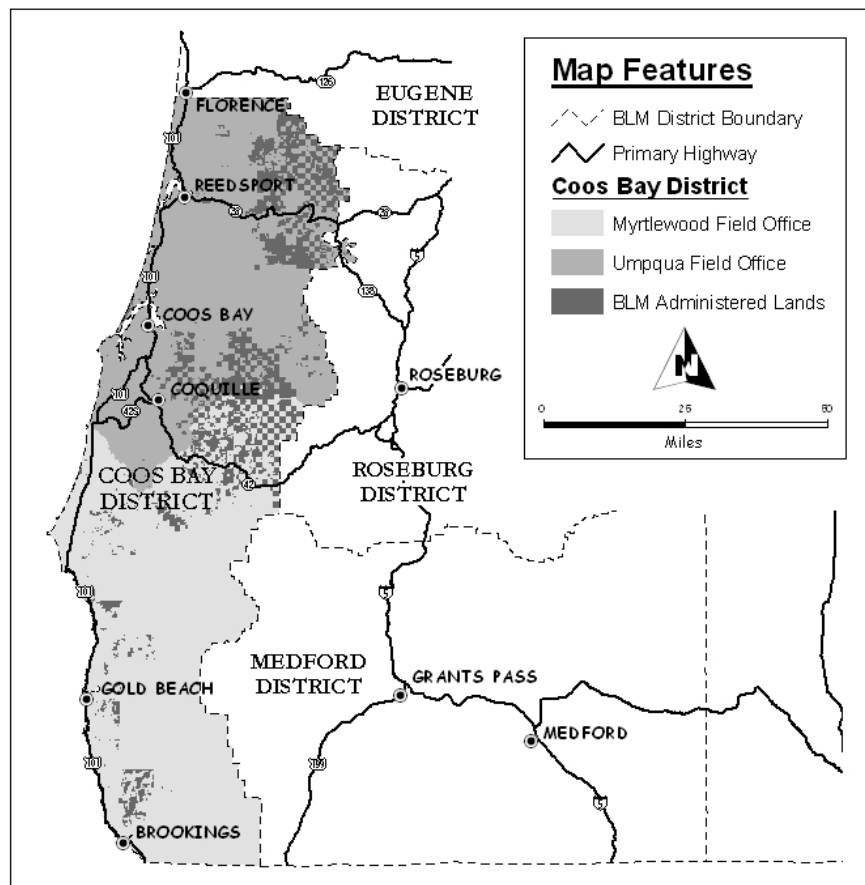 Map Features
BLM District Boundary
Primary Highway
Coos Bay District
Myrtlewood Field Office
Umpqua Field Office
BLM Administered Lands
N
0 25 50
Miles
126
FLORENCE
EUGENE
DISTRICT
101
REEDSPORT
38
38
5
101
138
COOS BAY
ROSEBURG
101
COQUILLE
42S
COOS BAY
DISTRICT
42
ROSEBURG
DISTRICT
101
5
MEDFORD
DISTRICT
GRANTS PASS
GOLD BEACH
MEDFORD
101
199
5
BROOKINGS